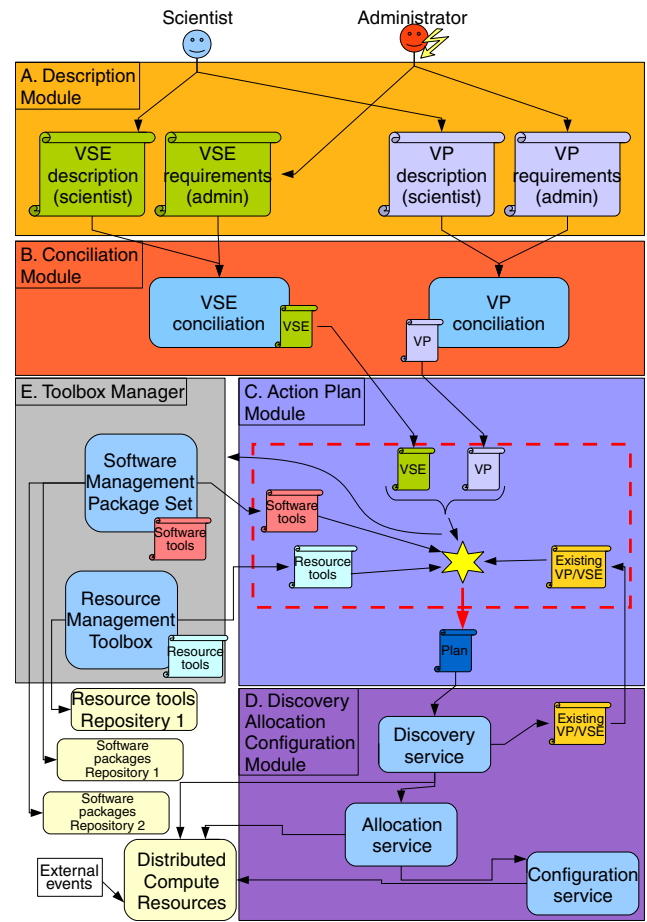 Scientist
Administrator
A. Description
Module
VSE
description
(scientist)
VSE
requirements
(admin)
VP
description
(scientist)
VP
requirements
(admin)
B. Conciliation
Module
VSE
conciliation
VSE
VP
conciliation
VP
E. Toolbox Manager
Software
Management
Package Set
Software
tools
Resource
Management
Toolbox
Resource
tools
C. Action Plan
Module
VSE
VP
Software
tools
Resource
tools
Existing
VP/VSE
Plan
Resource tools
Repository 1
Software
packages
Repository 1
Software
packages
Repository 2
External
events
Distributed
Compute
Resources
D. Discovery
Allocation
Configuration
Module
Discovery
service
Existing
VP/VSE
Allocation
service
Configuration
service